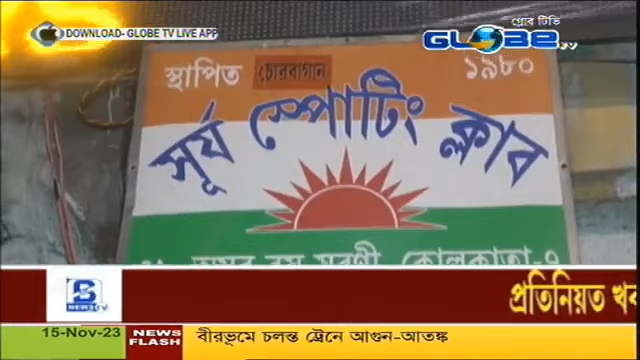 DOWNLOAD- GLOBE TV LIVE APP
গ্লোব টিভি
GLOBE TV
স্থাপিত চোরবাগান ১৯৮০
সূর্য স্পোটিং ক্লাব
কোলকাতা-৭
B NEWS TV
প্রতিনিয়ত খব
15-Nov-23 NEWS FLASH বীরভূমে চলন্ত ট্রেনে আগুন-আতঙ্ক